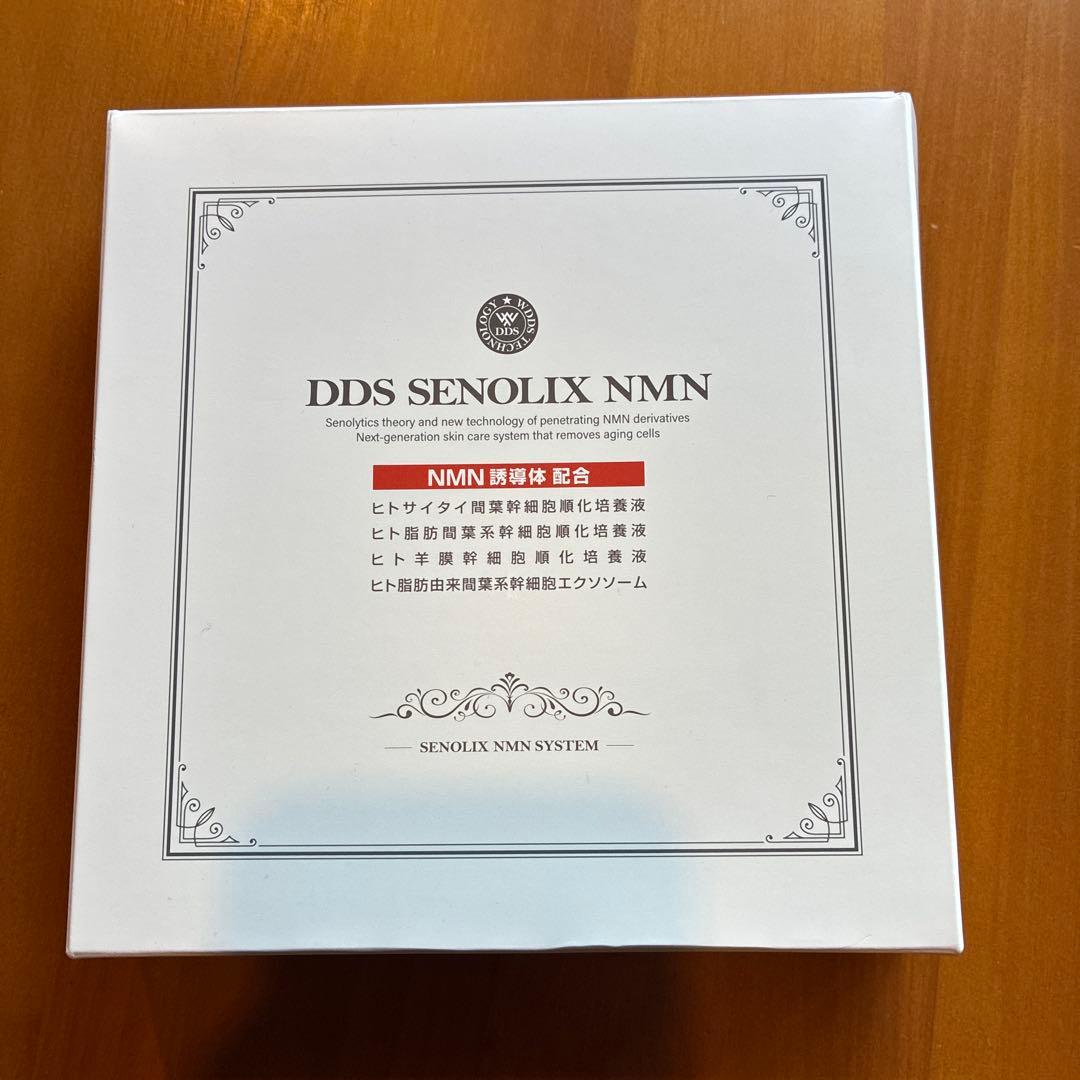 WDDS TECHNOLOGY ★
W
DDS
DDS SENOLIX NMN
Senolytics theory and new technology of penetrating NMN derivatives
Next-generation skin care system that removes aging cells
NMN 誘導体 配合
ヒトサイタイ間葉幹細胞順化培養液
ヒト脂肪間葉系幹細胞順化培養液
ヒト羊膜幹細胞順化培養液
ヒト脂肪由来間葉系幹細胞エクソソーム
SENOLIX NMN SYSTEM